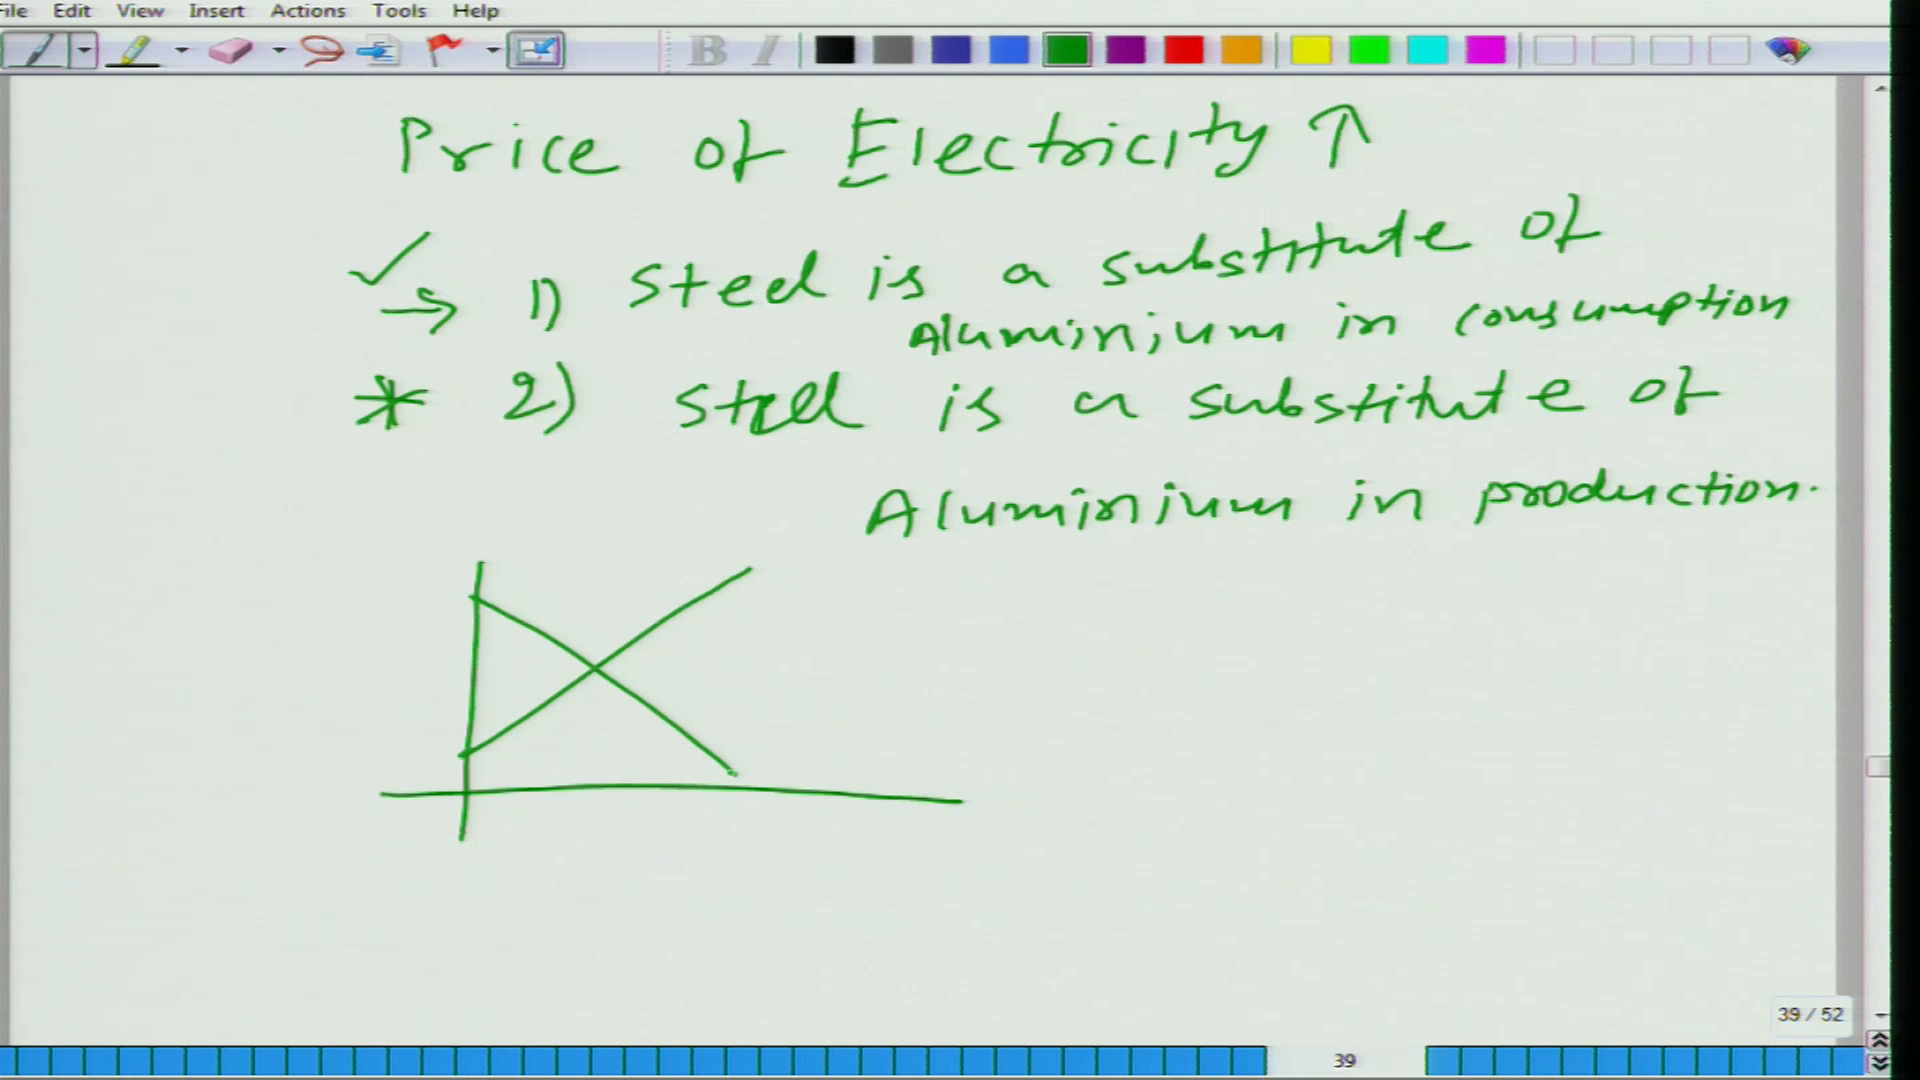 File Edit View Insert Actions Tools Help
B I
Price of Electricity ↑
✓
→ 1) steel is a substitute of
Aluminium in consumption
* 2) steel is a substitute of
Aluminium in production.
39 / 52
39